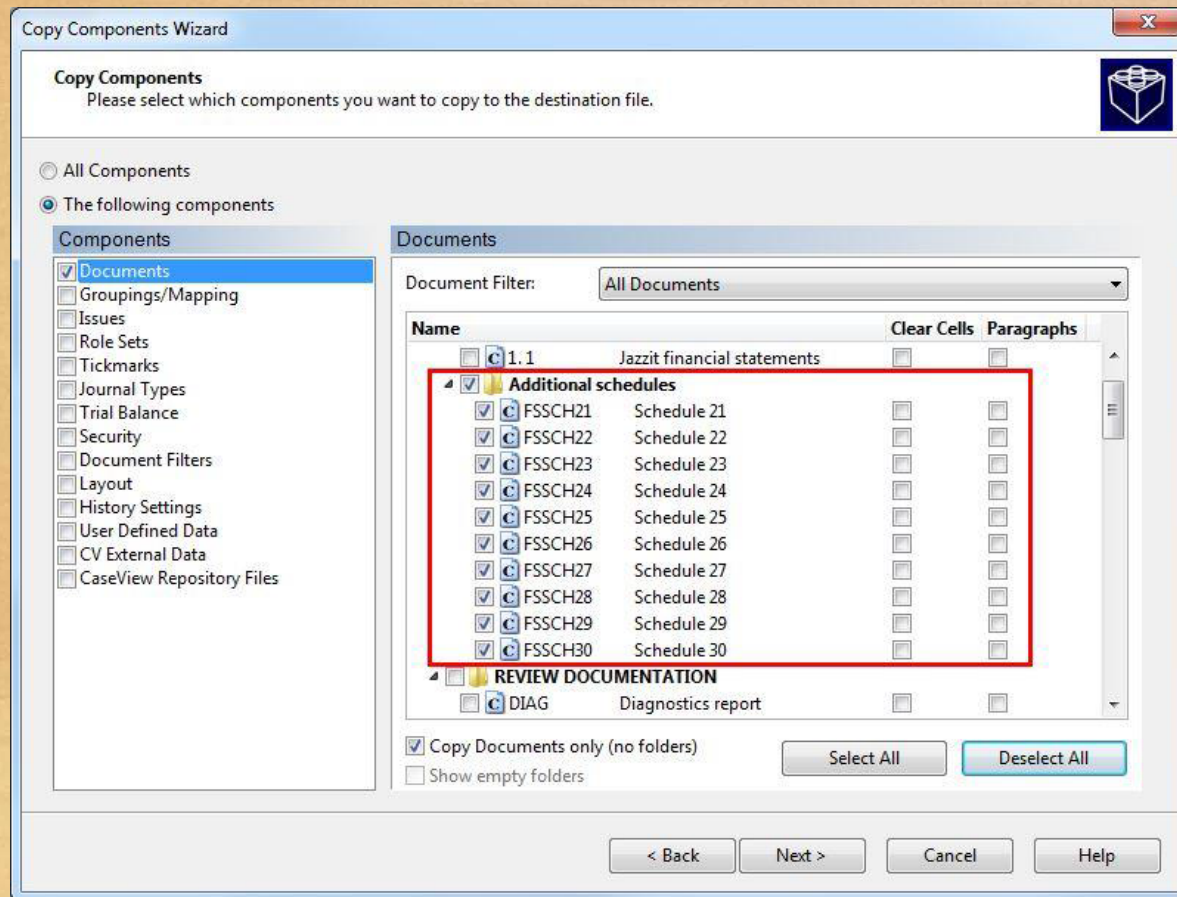 Copy Components Wizard
Copy Components
Please select which components you want to copy to the destination file.
All Components
The following components
Components
Documents
Groupings/Mapping
Issues
Role Sets
Tickmarks
Journal Types
Trial Balance
Security
Document Filters
Layout
History Settings
User Defined Data
CV External Data
CaseView Repository Files
Documents
Document Filter: All Documents
Name Clear Cells Paragraphs
1. 1 Jazzit financial statements
Additional schedules
FSSCH21 Schedule 21
FSSCH22 Schedule 22
FSSCH23 Schedule 23
FSSCH24 Schedule 24
FSSCH25 Schedule 25
FSSCH26 Schedule 26
FSSCH27 Schedule 27
FSSCH28 Schedule 28
FSSCH29 Schedule 29
FSSCH30 Schedule 30
REVIEW DOCUMENTATION
DIAG Diagnostics report
Copy Documents only (no folders)
Show empty folders
Select All Deselect All
< Back Next > Cancel Help